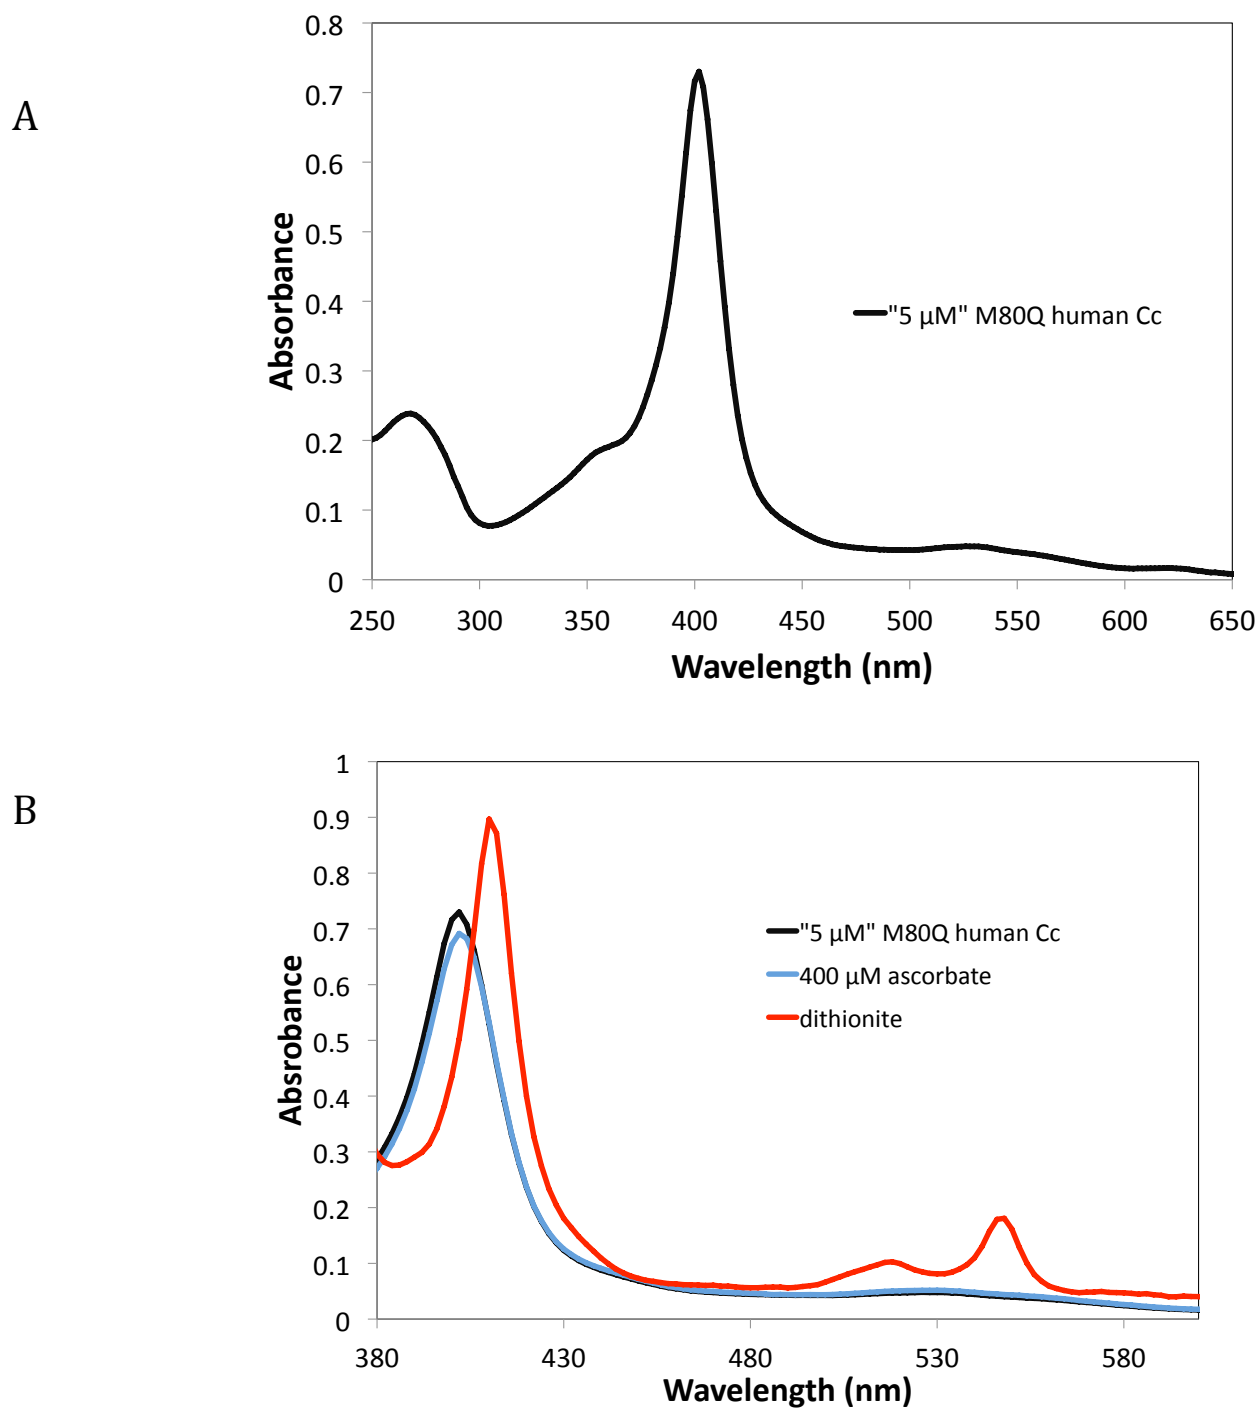 A
0.8
0.7
0.6
0.5
0.4
0.3
0.2
0.1
0
Absorbance
"5 μM" M80Q human Cc
250 300 350 400 450 500 550 600 650
Wavelength (nm)
B
1
0.9
0.8
0.7
0.6
0.5
0.4
0.3
0.2
0.1
0
Absrobance
"5 μM" M80Q human Cc
400 μM ascorbate
dithionite
380 430 480 530 580
Wavelength (nm)